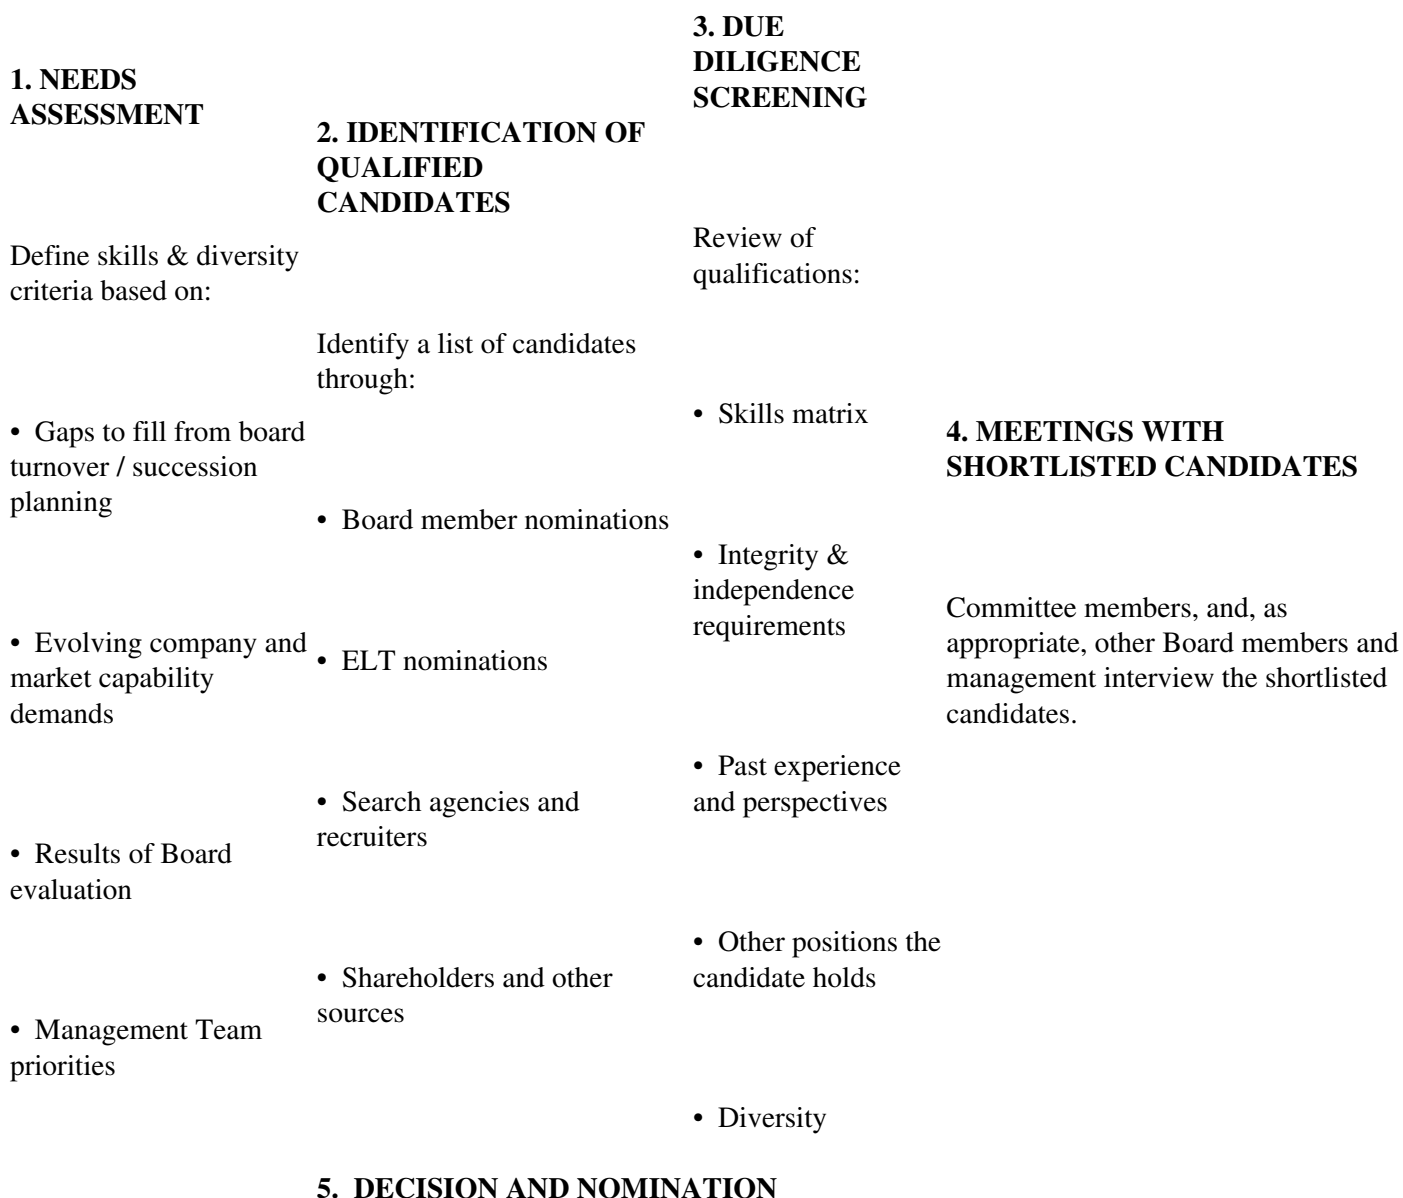 1. NEEDS
ASSESSMENT
Define skills & diversity
criteria based on:
• Gaps to fill from board
turnover / succession
planning
• Evolving company and
market capability
demands
• Results of Board
evaluation
• Management Team
priorities
2. IDENTIFICATION OF
QUALIFIED
CANDIDATES
Identify a list of candidates
through:
• Board member nominations
• ELT nominations
• Search agencies and
recruiters
• Shareholders and other
sources
3. DUE
DILIGENCE
SCREENING
Review of
qualifications:
• Skills matrix
• Integrity &
independence
requirements
• Past experience
and perspectives
• Other positions the
candidate holds
• Diversity
4. MEETINGS WITH
SHORTLISTED CANDIDATES
Committee members, and, as
appropriate, other Board members and
management interview the shortlisted
candidates.
5. DECISION AND NOMINATION